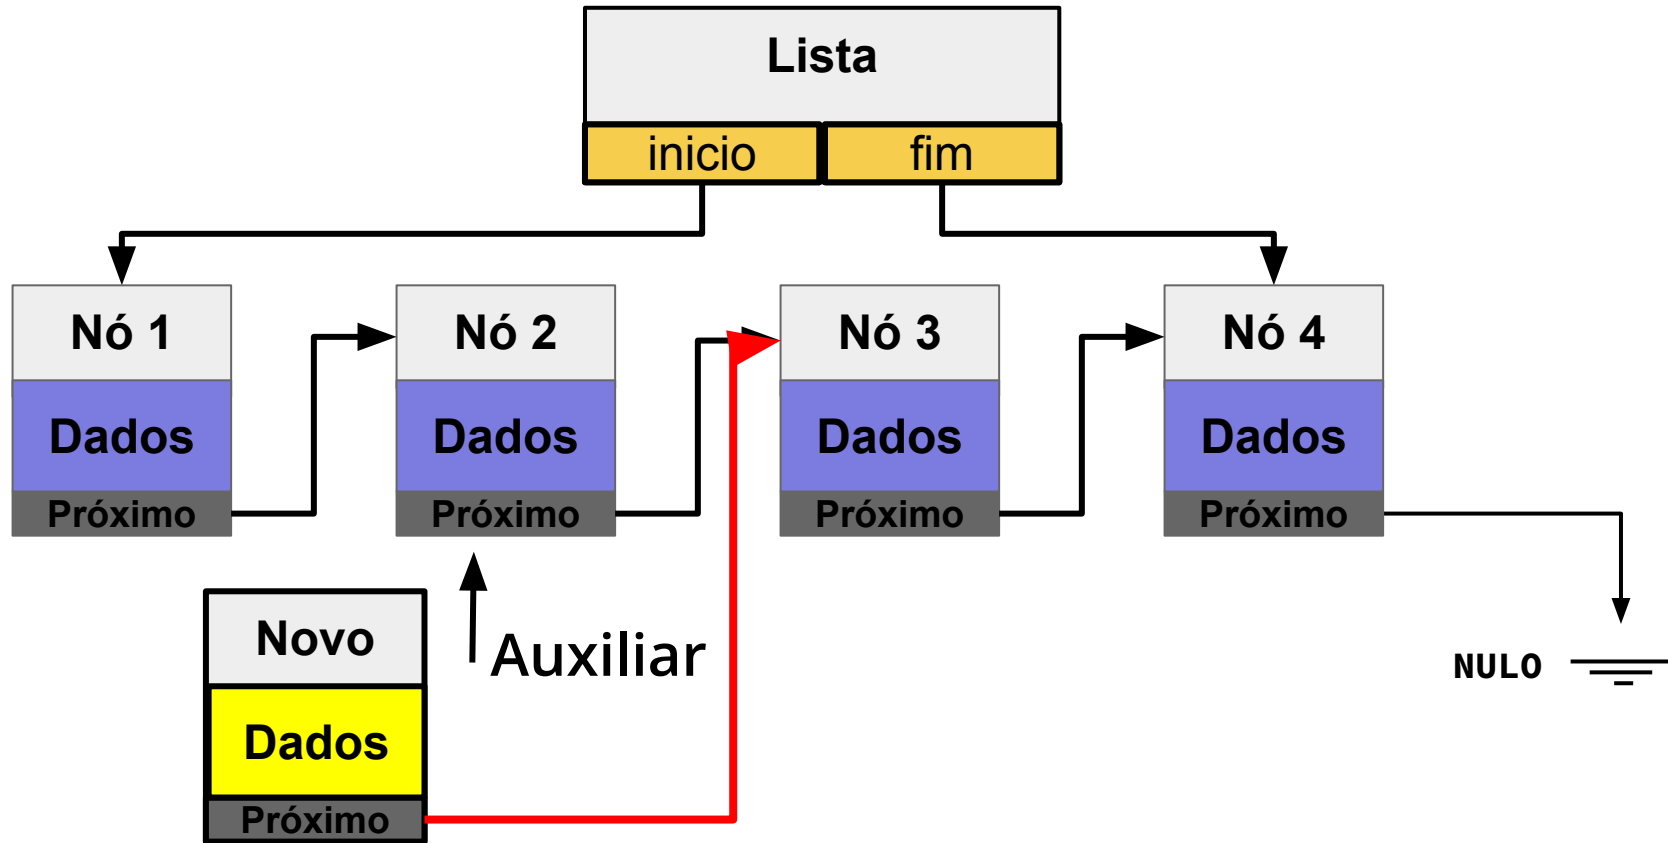 Lista
inicio
fim
Nó 1
Nó 2
Nó 3
Nó 4
Dados
Dados
Dados
Dados
Próximo
Próximo
Próximo
Próximo
Novo
Auxiliar
NULO
Dados
Próximo